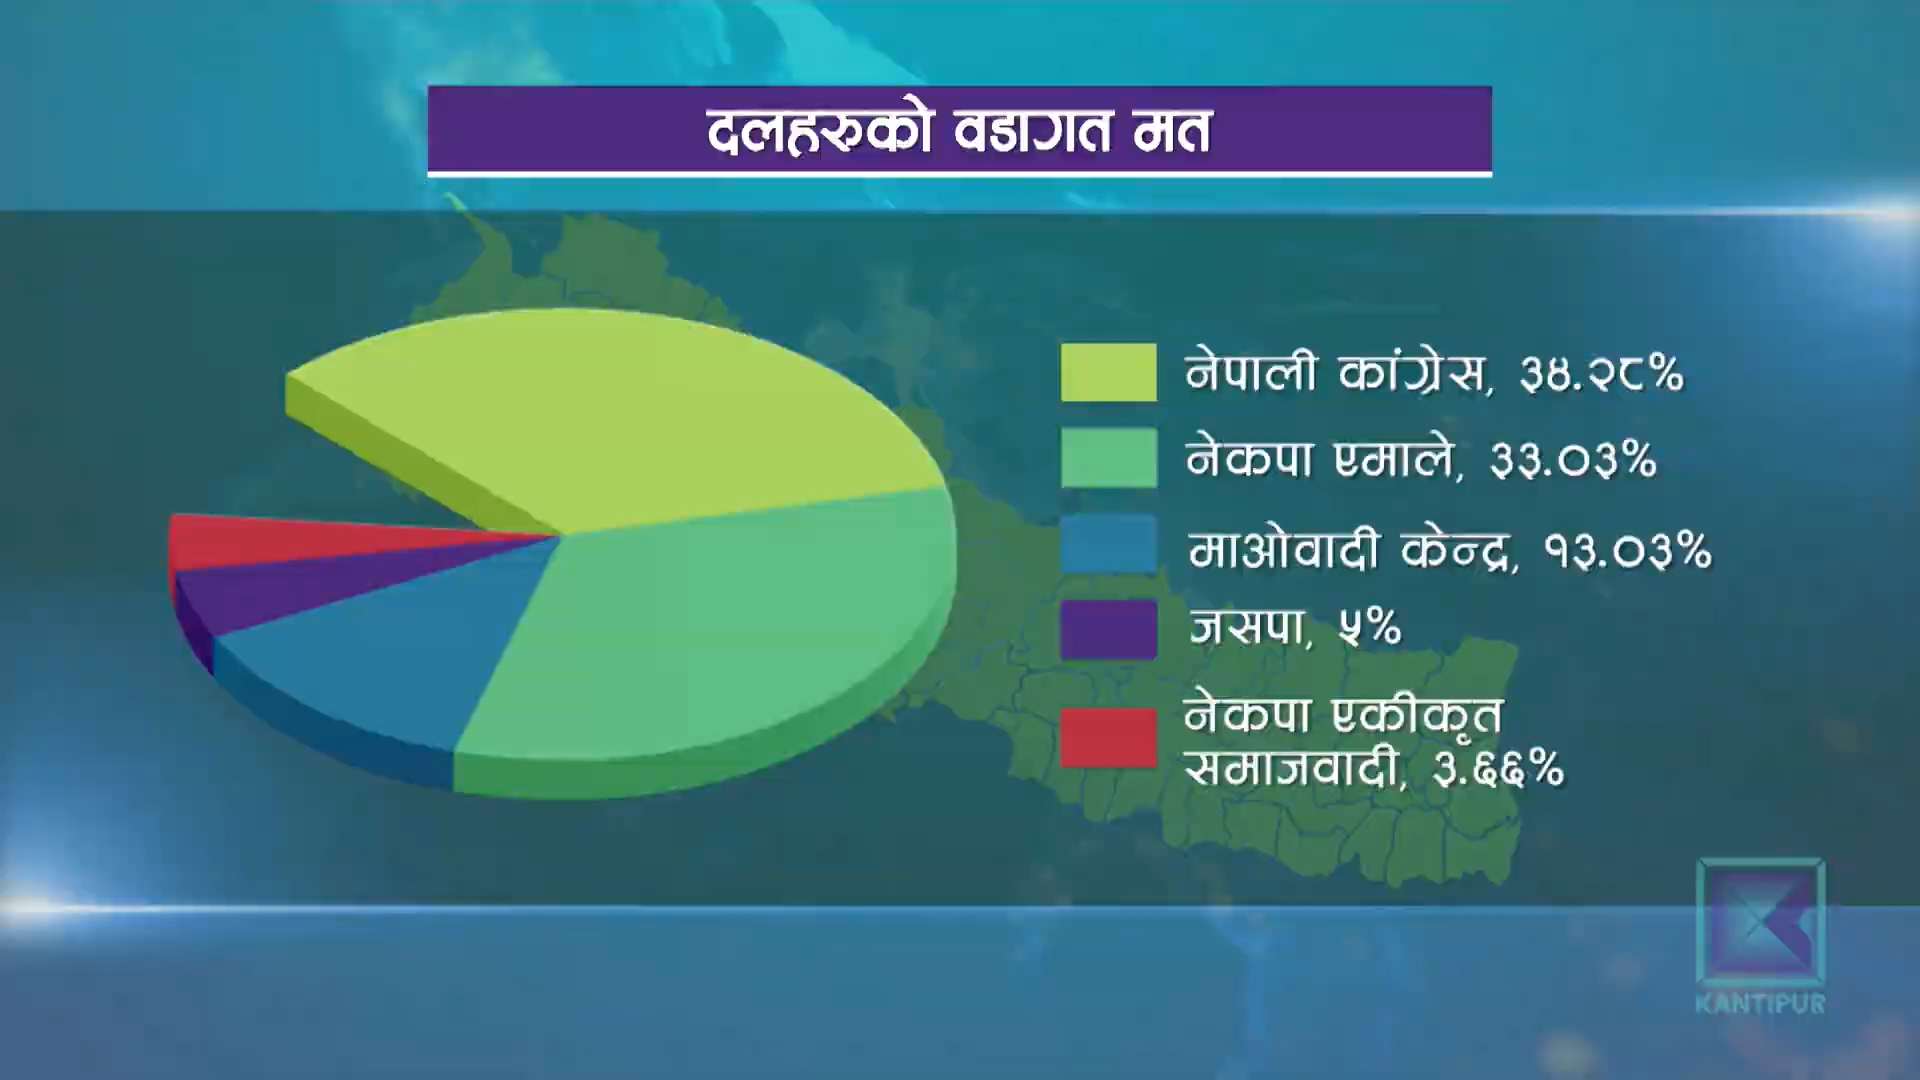 दलहरुको वडागत मत
नेपाली कांग्रेस, ३४.२८%
नेकपा एमाले, ३३.०३%
माओवादी केन्द्र, १३.०३%
जसपा, ५%
नेकपा एकीकृत
समाजवादी, ३.६६%
KANTIPUR